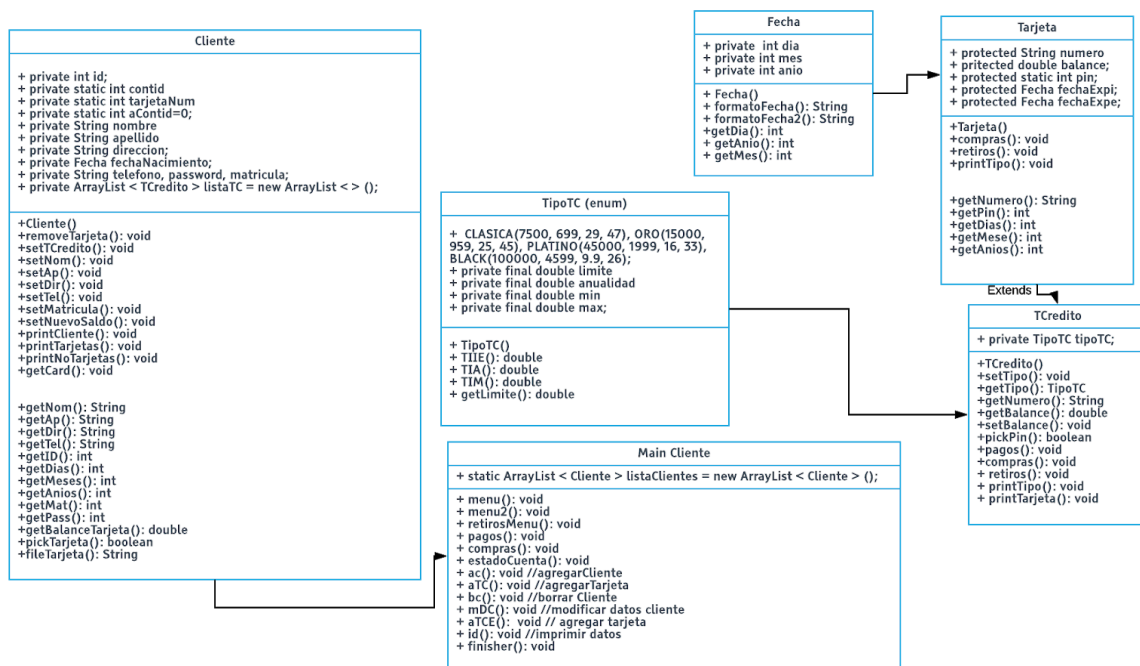 Cliente
+ private int id;
+ private static int contid
+ private static int tarjetaNum
+ private static int aContid=0;
+ private String nombre
+ private String apellido
+ private String direccion;
+ private Fecha fechaNacimiento;
+ private String telefono, password, matricula;
+ private ArrayList < TCredito > listaTC = new ArrayList < > ();
+Cliente()
+removeTarjeta(): void
+setTCredito(): void
+setNom(): void
+setAp(): void
+setDir(): void
+setTel(): void
+setMatricula(): void
+setNuevoSaldo(): void
+printCliente(): void
+printTarjetas(): void
+printNoTarjetas(): void
+getCard(): void
+getNom(): String
+getAp(): String
+getDir(): String
+getTel(): String
+getID(): int
+getDias(): int
+getMeses(): int
+getAnios(): int
+getMat(): int
+getPass(): int
+getBalanceTarjeta(): double
+pickTarjeta(): boolean
+fileTarjeta(): String
Fecha
+ private  int dia
+ private int mes
+ private int anio
+ Fecha()
+ formatoFecha(): String
+ formatoFecha2(): String
+getDia(): int
+ getAnio(): int
+ getMes(): int
Tarjeta
+ protected String numero
+ pritected double balance;
+ protected static int pin;
+ protected Fecha fechaExpi;
+ protected Fecha fechaExpe;
+Tarjeta()
+compras(): void
+retiros(): void
+printTipo(): void
+getNumero(): String
+getPin(): int
+getDias(): int
+getMese(): int
+getAnios(): int
Extends
TipoTC (enum)
+  CLASICA(7500, 699, 29, 47), ORO(15000,
959, 25, 45), PLATINO(45000, 1999, 16, 33),
BLACK(100000, 4599, 9.9, 26);
+ private final double limite
+ private final double anualidad
+ private final double min
+ private final double max;
+ TipoTC()
+ TIIE(): double
+ TIA(): double
+ TIM(): double
+ getLimite(): double
TCredito
+ private TipoTC tipoTC;
+TCredito()
+setTipo(): void
+getTipo(): TipoTC
+getNumero(): String
+getBalance(): double
+setBalance(): void
+pickPin(): boolean
+pagos(): void
+compras(): void
+ retiros(): void
+ printTipo(): void
+ printTarjeta(): void
Main Cliente
+ static ArrayList < Cliente > listaClientes = new ArrayList < Cliente > ();
+ menu(): void
+ menu2(): void
+ retirosMenu(): void
+ pagos(): void
+ compras(): void
+ estadoCuenta(): void
+ ac(): void //agregarCliente
+ aTC(): void //agregarTarjeta
+ bc(): void //borrar Cliente
+ mDC(): void //modificar datos cliente
+ aTCE():  void // agregar tarjeta
+ id(): void //imprimir datos
+ finisher(): void